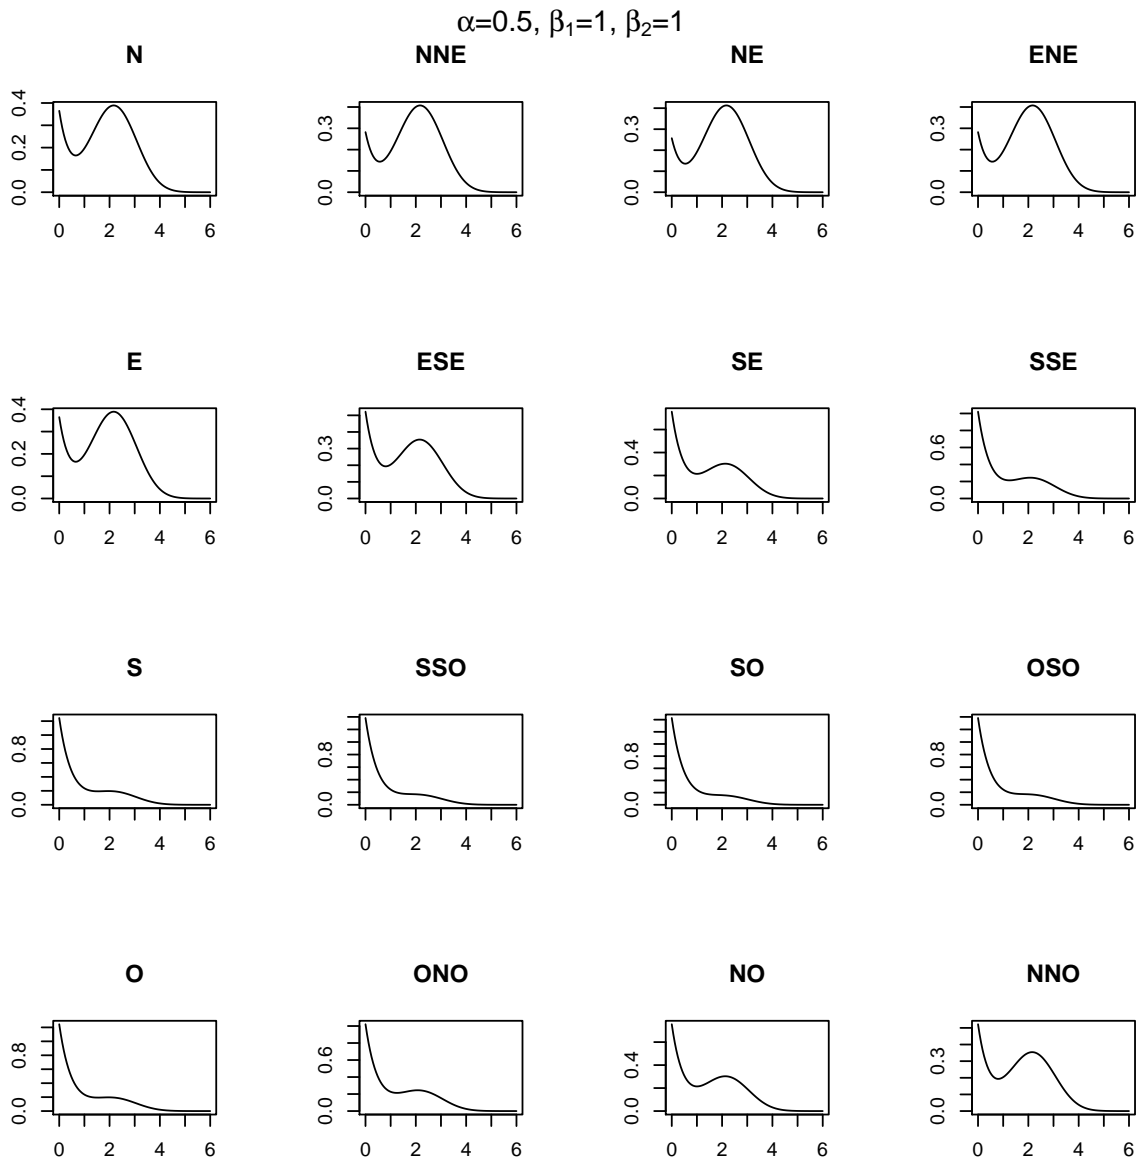 α=0.5, β₁=1, β₂=1
N NNE NE ENE
0.0 0.2 0.4 0.0 0.3 0.0 0.3 0.0 0.3
0 2 4 6 0 2 4 6 0 2 4 6 0 2 4 6
E ESE SE SSE
0.0 0.2 0.4 0.0 0.3 0.0 0.4 0.0 0.6
0 2 4 6 0 2 4 6 0 2 4 6 0 2 4 6
S SSO SO OSO
0.0 0.8 0.0 0.8 0.0 0.8 0.0 0.8
0 2 4 6 0 2 4 6 0 2 4 6 0 2 4 6
O ONO NO NNO
0.0 0.8 0.0 0.6 0.0 0.4 0.0 0.3
0 2 4 6 0 2 4 6 0 2 4 6 0 2 4 6